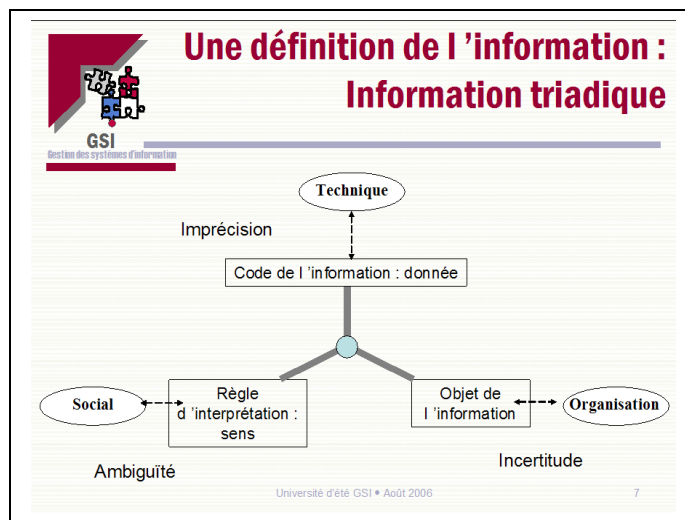 Une définition de l 'information :
Information triadique
GSI
Gestion des systèmes d'information
Technique
Imprécision
Code de l 'information : donnée
Social
Règle
d 'interprétation :
sens
Objet de
l 'information
Organisation
Ambiguïté
Incertitude
Université d'été GSI • Août 2006
7